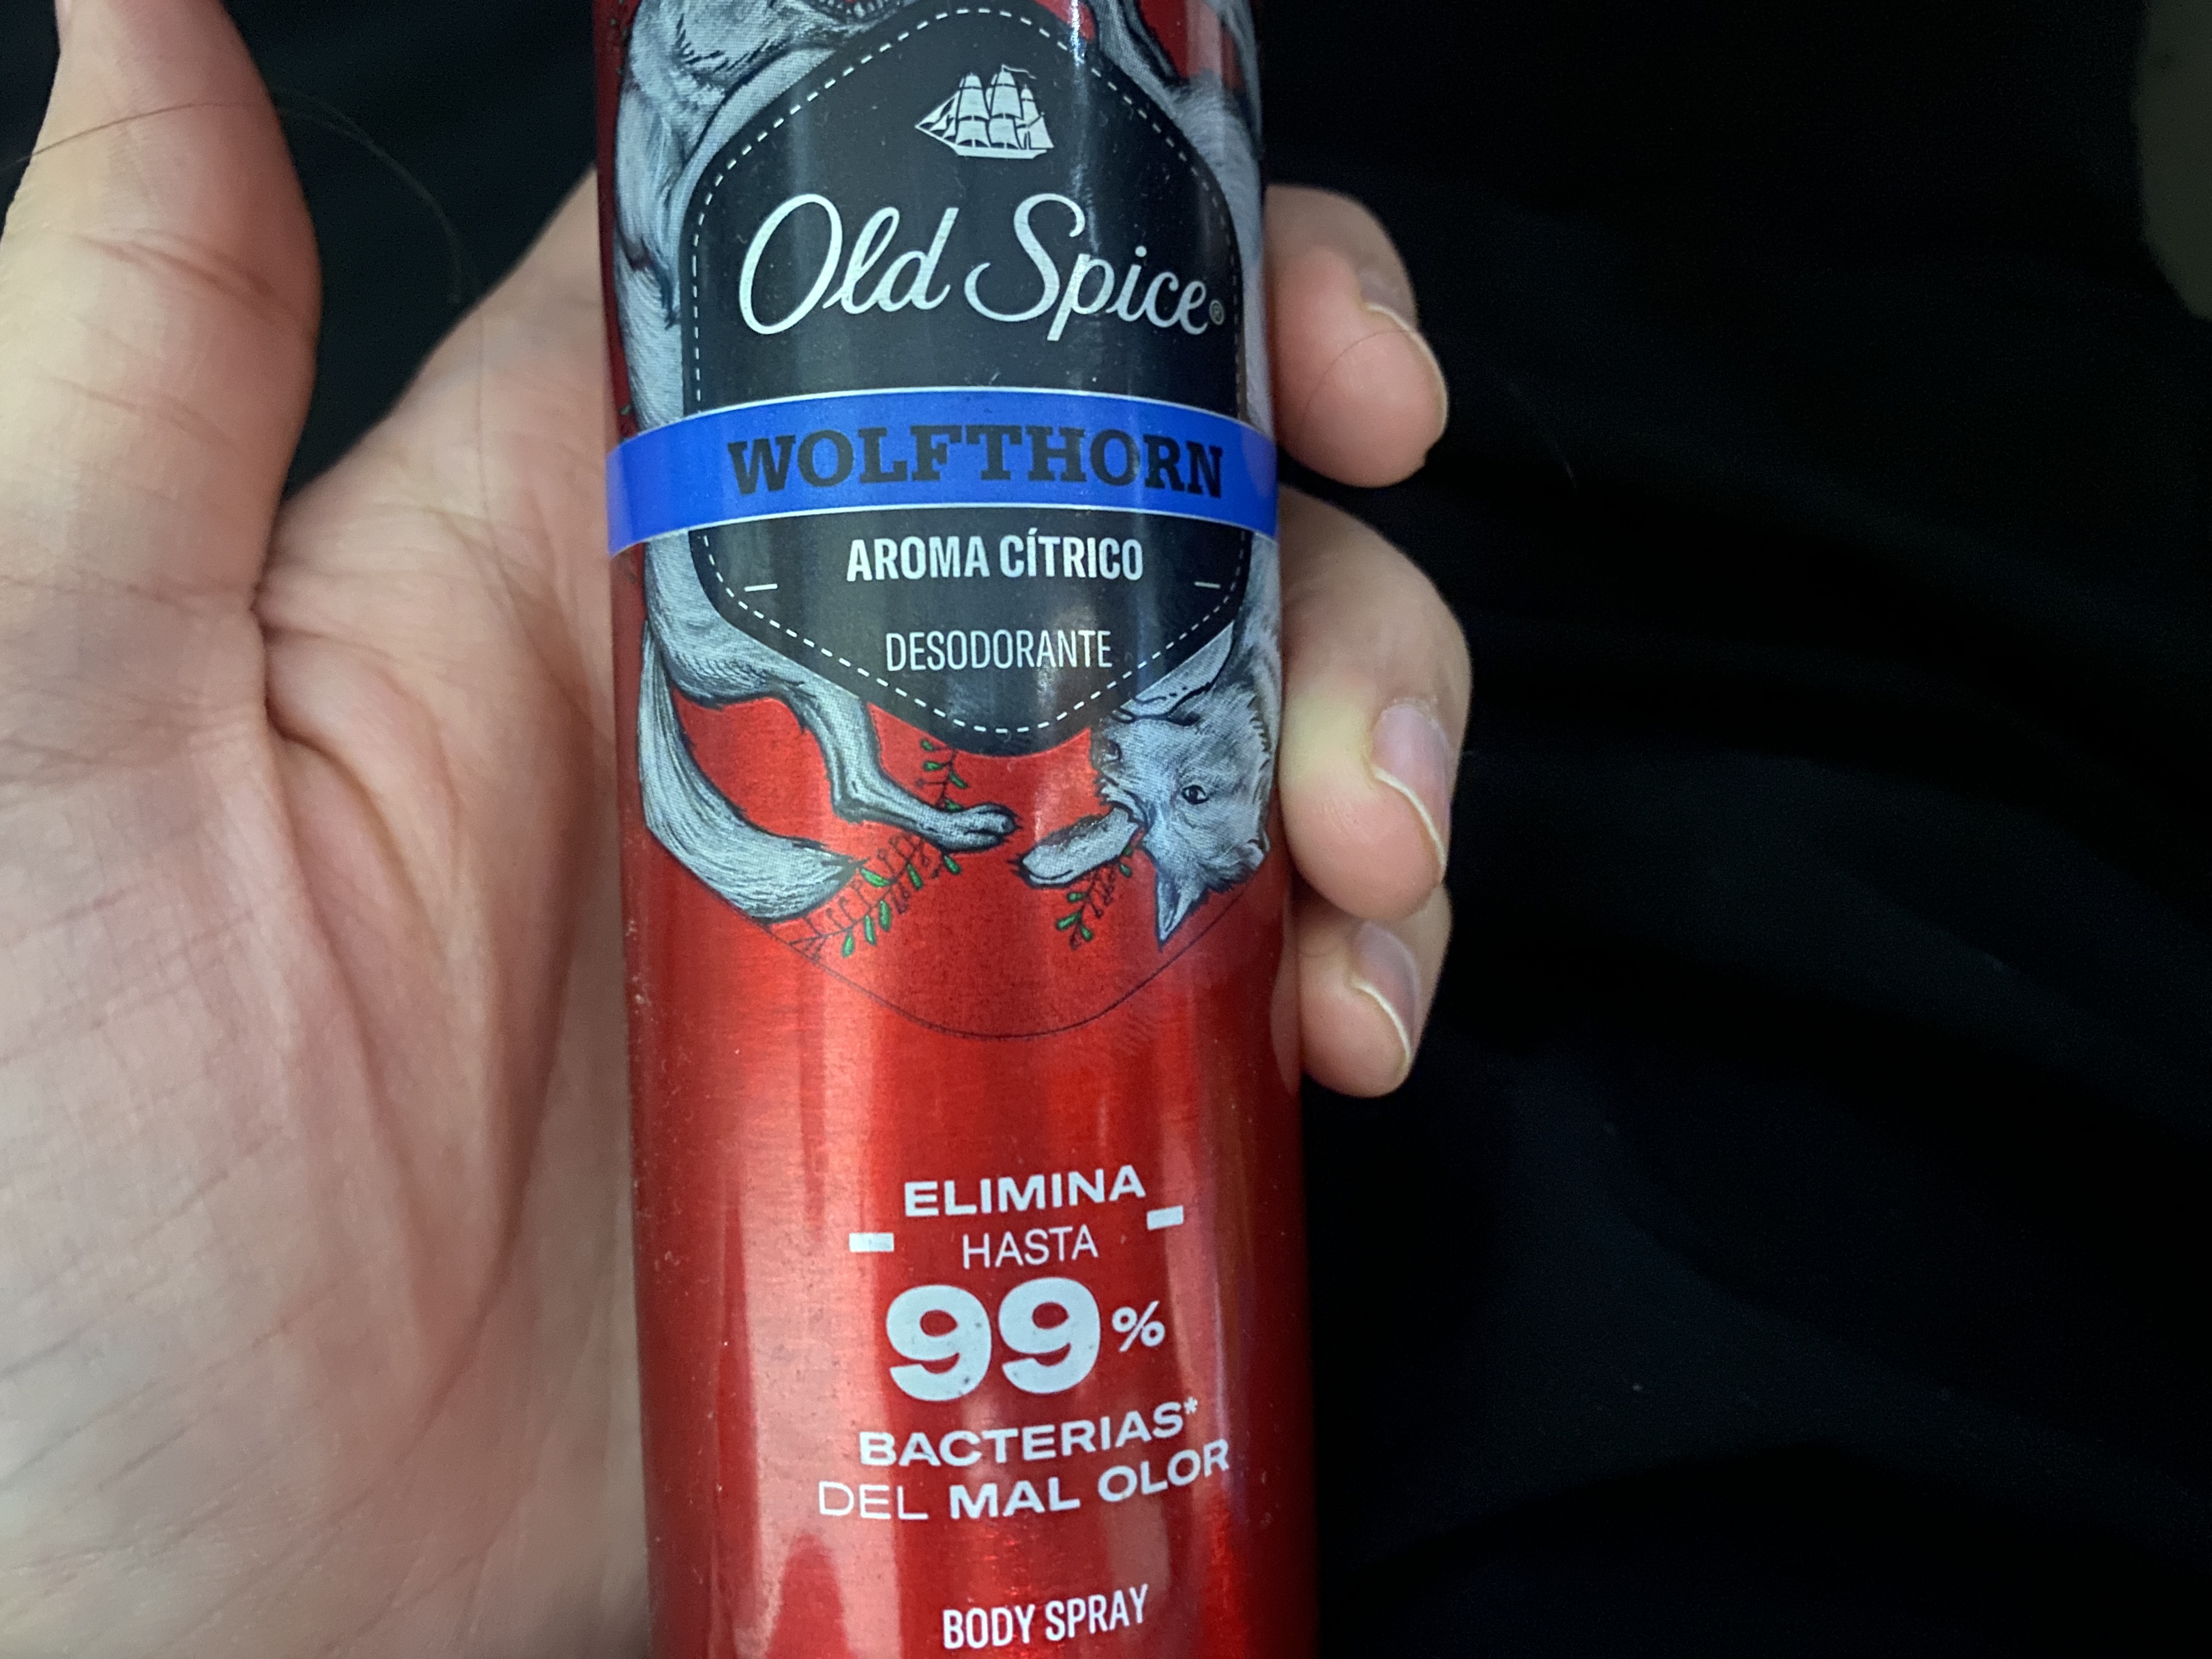 Old Spice®
WOLFTHORN
AROMA CÍTRICO
DESODORANTE
ELIMINA
HASTA
99%
BACTERIAS*
DEL MAL OLOR
BODY SPRAY